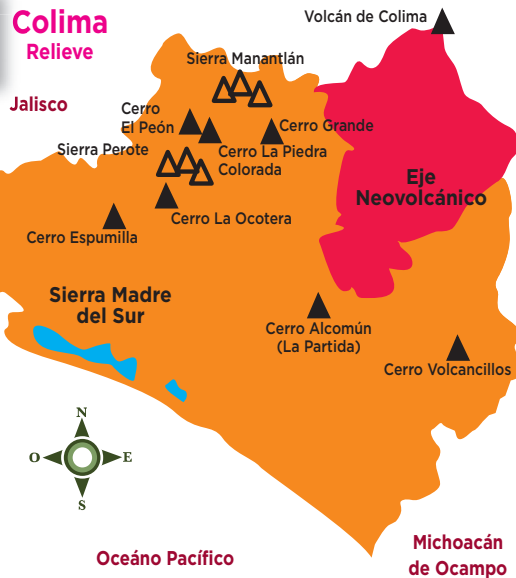 Colima
Relieve
Volcán de Colima
Sierra Manantlán
Jalisco
Cerro
El Peón
Cerro Grande
Sierra Perote
Cerro La Piedra
Colorada
Eje
Neovolcánico
Cerro La Ocotera
Cerro Espumilla
Sierra Madre
del Sur
Cerro Alcomún
(La Partida)
Cerro Volcancillos
N
O
E
S
Oceáno Pacífico
Michoacán
de Ocampo